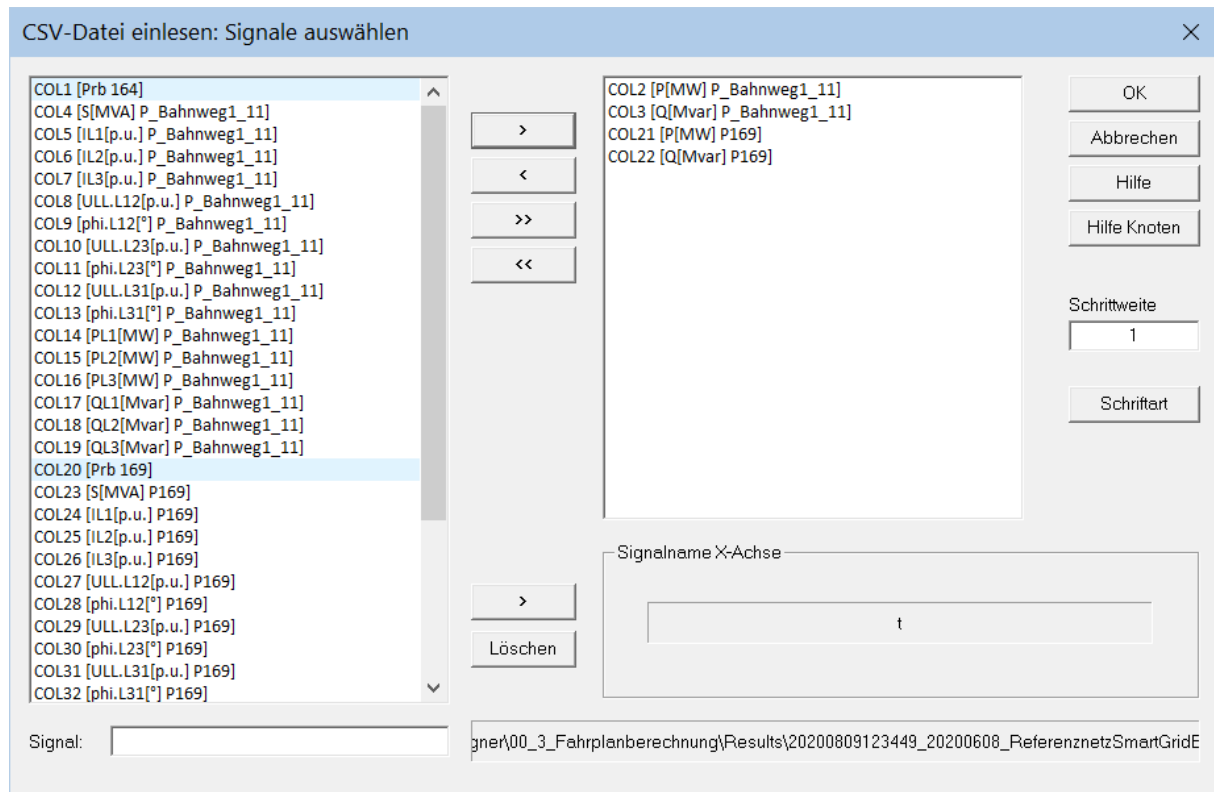 CSV-Datei einlesen: Signale auswählen
COL1 [Prb 164]
COL4 [S[MVA] P_Bahnweg1_11]
COL5 [IL1[p.u.] P_Bahnweg1_11]
COL6 [IL2[p.u.] P_Bahnweg1_11]
COL7 [IL3[p.u.] P_Bahnweg1_11]
COL8 [ULL.L12[p.u.] P_Bahnweg1_11]
COL9 [phi.L12[°] P_Bahnweg1_11]
COL10 [ULL.L23[p.u.] P_Bahnweg1_11]
COL11 [phi.L23[°] P_Bahnweg1_11]
COL12 [ULL.L31[p.u.] P_Bahnweg1_11]
COL13 [phi.L31[°] P_Bahnweg1_11]
COL14 [PL1[MW] P_Bahnweg1_11]
COL15 [PL2[MW] P_Bahnweg1_11]
COL16 [PL3[MW] P_Bahnweg1_11]
COL17 [QL1[Mvar] P_Bahnweg1_11]
COL18 [QL2[Mvar] P_Bahnweg1_11]
COL19 [QL3[Mvar] P_Bahnweg1_11]
COL20 [Prb 169]
COL23 [S[MVA] P169]
COL24 [IL1[p.u.] P169]
COL25 [IL2[p.u.] P169]
COL26 [IL3[p.u.] P169]
COL27 [ULL.L12[p.u.] P169]
COL28 [phi.L12[°] P169]
COL29 [ULL.L23[p.u.] P169]
COL30 [phi.L23[°] P169]
COL31 [ULL.L31[p.u.] P169]
COL32 [phi.L31[°] P169]
Signal:
>
<
>>
<<
>
Löschen
COL2 [P[MW] P_Bahnweg1_11]
COL3 [Q[Mvar] P_Bahnweg1_11]
COL21 [P[MW] P169]
COL22 [Q[Mvar] P169]
Signalname X-Achse
t
gner\00_3_Fahrplanberechnung\Results\20200809123449_20200608_ReferenznetzSmartGridE
OK
Abbrechen
Hilfe
Hilfe Knoten
Schrittweite
1
Schriftart